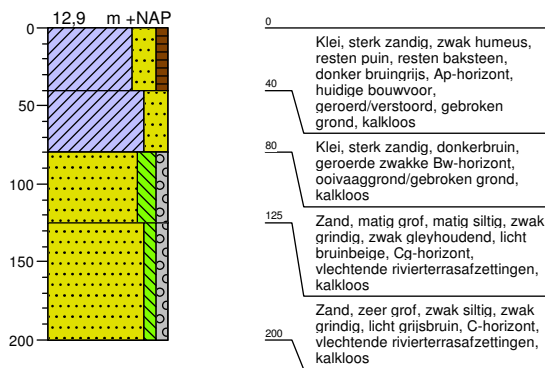 12,9 m +NAP
0
50
100
150
200
0
Klei, sterk zandig, zwak humeus,
resten puin, resten baksteen,
donker bruingrijs, Ap-horizont,
huidige bouwvoor,
geroerd/verstoord, gebroken
grond, kalkloos
40
Klei, sterk zandig, donkerbruin,
geroerde zwakke Bw-horizont,
ooivaaggrond/gebroken grond,
kalkloos
80
Zand, matig grof, matig siltig, zwak
grindig, zwak gleyhoudend, licht
bruinbeige, Cg-horizont,
vlechtende rivierterrasafzettingen,
kalkloos
125
Zand, zeer grof, zwak siltig, zwak
grindig, licht grijsbruin, C-horizont,
vlechtende rivierterrasafzettingen,
kalkloos
200